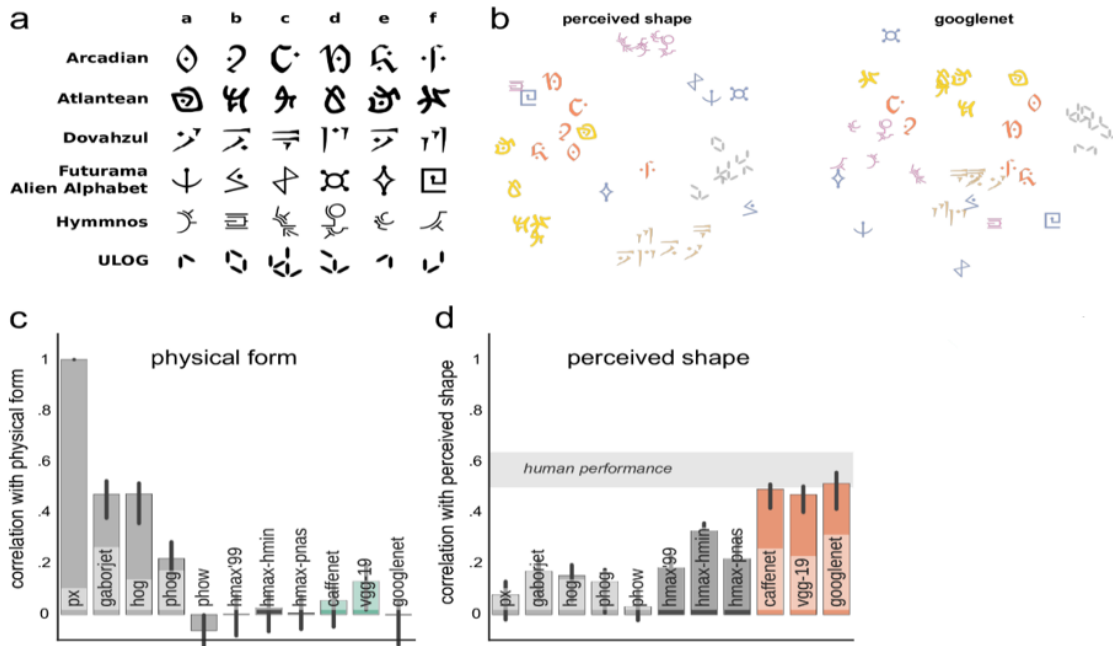 a
a b c d e f
Arcadian
Atlantean
Dovahzul
Futurama
Alien Alphabet
Hymmnos
ULOG
b
perceived shape
googlenet
c
physical form
correlation with physical form
1
.8
.6
.4
.2
0
px
gaborjet
hog
phog
phow
hmax'99
hmax-hmin
hmax-pnas
caffenet
vgg-19
googlenet
d
perceived shape
correlation with perceived shape
1
.8
.6
.4
.2
0
human performance
px
gaborjet
hog
phog
phow
hmax'99
hmax-hmin
hmax-pnas
caffenet
vgg-19
googlenet